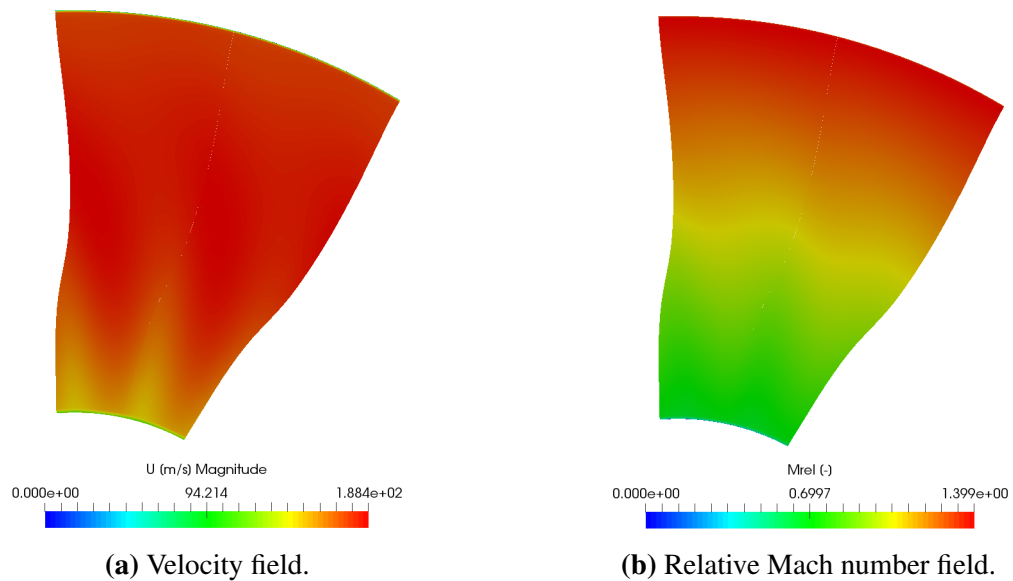 U (m/s) Magnitude
0.000e+00 94.214 1.884e+02
(a) Velocity field.
Mrel (-)
0.000e+00 0.6997 1.399e+00
(b) Relative Mach number field.